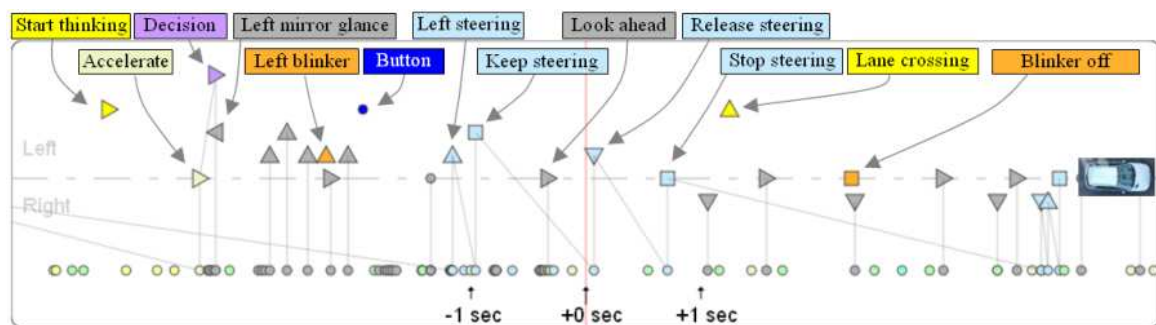 Start thinking
Decision
Left mirror glance
Left steering
Look ahead
Release steering
Accelerate
Left blinker
Button
Keep steering
Stop steering
Lane crossing
Blinker off
Left
Right
-1 sec
+0 sec
+1 sec